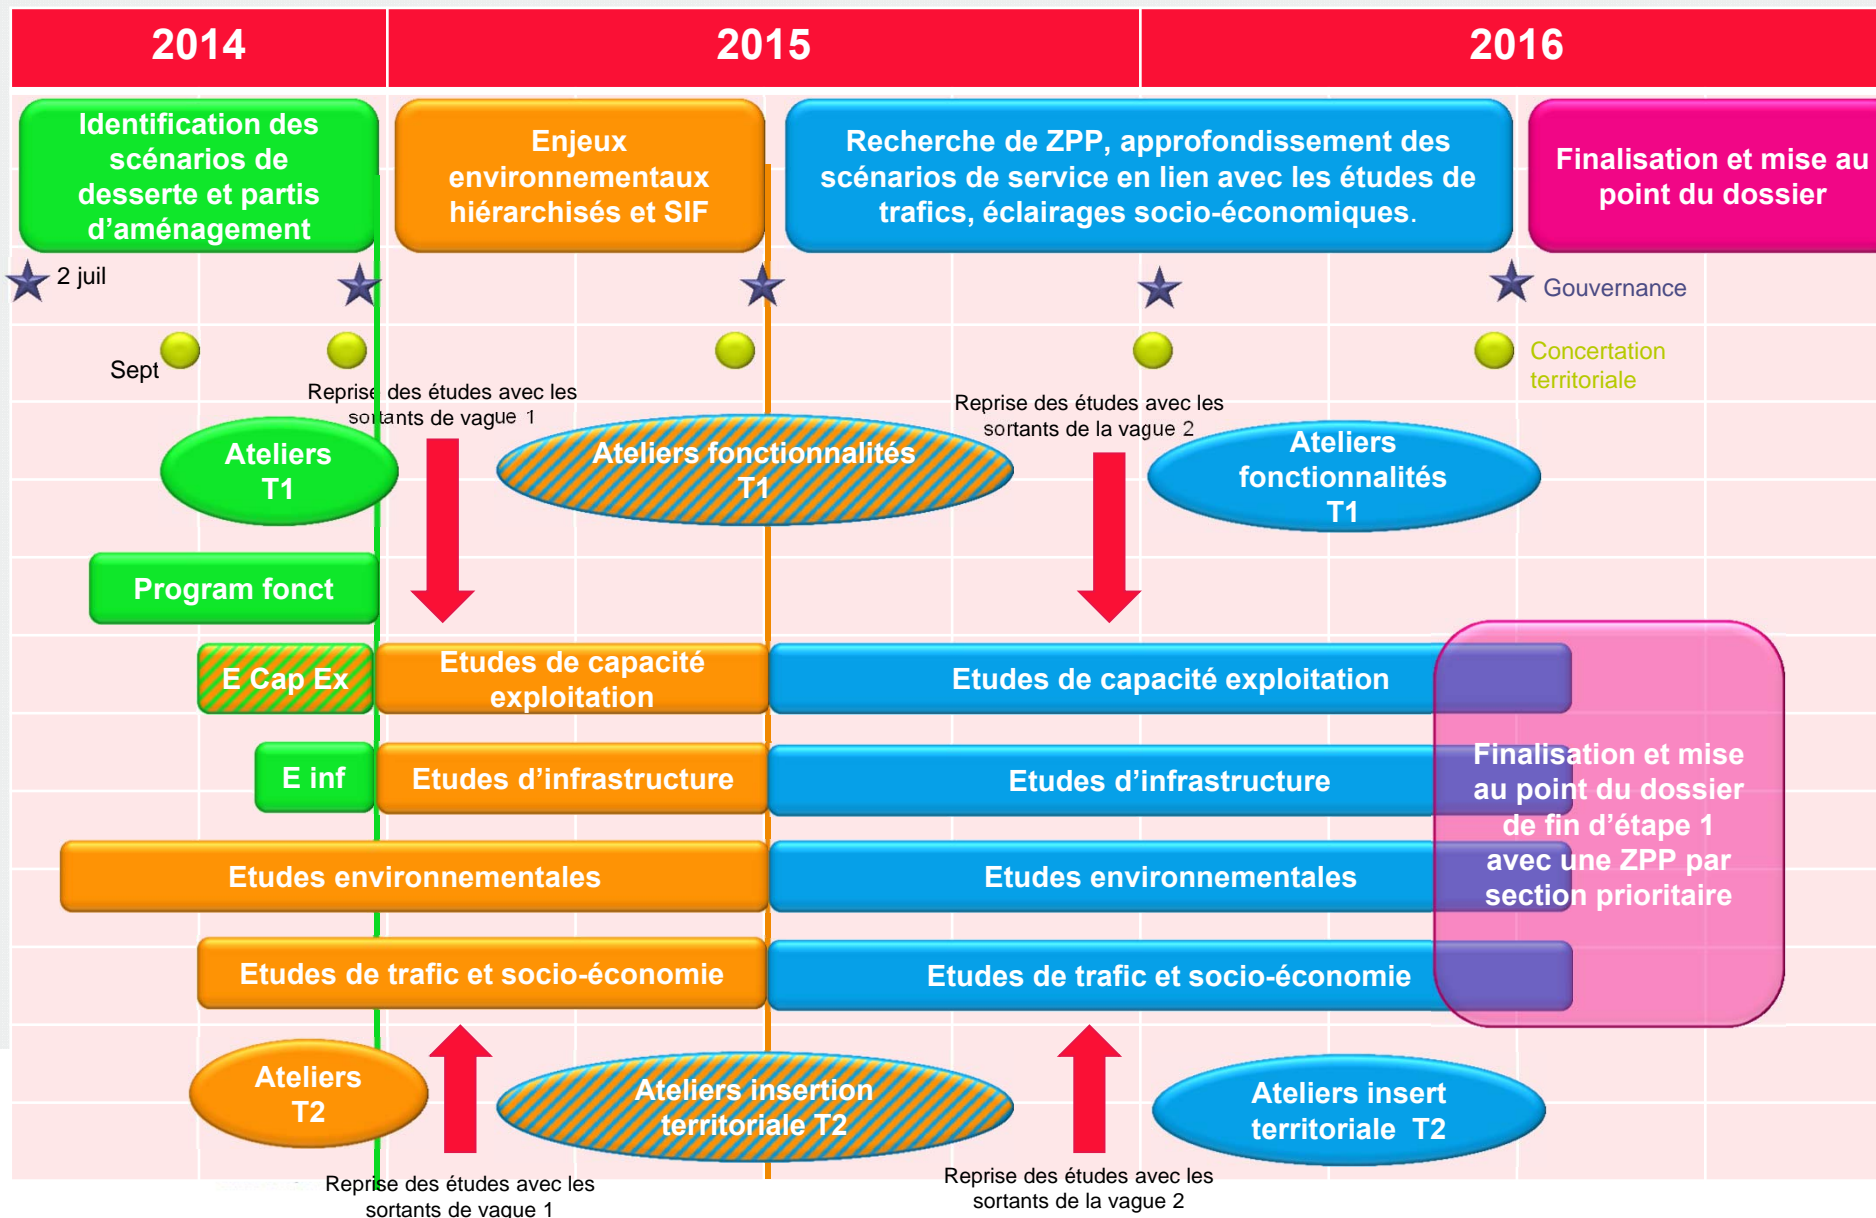 2014
2015
2016
Identification des
scénarios de
desserte et partis
d’aménagement
Enjeux
environnementaux
hiérarchisés et SIF
Recherche de ZPP, approfondissement des
scénarios de service en lien avec les études de
trafics, éclairages socio-économiques.
Finalisation et mise au
point du dossier
2 juil
Gouvernance
Sept
Concertation
territoriale
Reprise des études avec les
sortants de vague 1
Reprise des études avec les
sortants de la vague 2
Ateliers
T1
Ateliers fonctionnalités
T1
Ateliers
fonctionnalités
T1
Program fonct
E Cap Ex
Etudes de capacité
exploitation
Etudes de capacité exploitation
E inf
Etudes d’infrastructure
Etudes d’infrastructure
Etudes environnementales
Etudes environnementales
Etudes de trafic et socio-économie
Etudes de trafic et socio-économie
Finalisation et mise
au point du dossier
de fin d’étape 1
avec une ZPP par
section prioritaire
Ateliers
T2
Ateliers insertion
territoriale T2
Ateliers insert
territoriale T2
Reprise des études avec les
sortants de vague 1
Reprise des études avec les
sortants de la vague 2